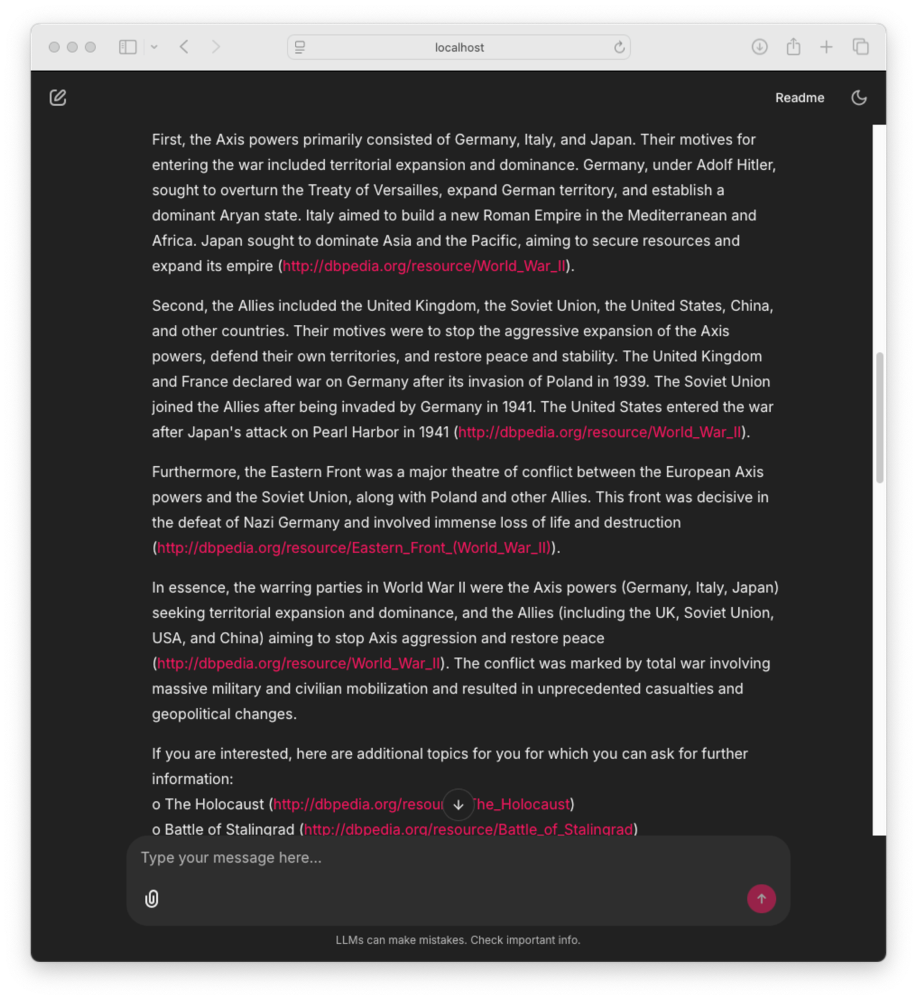 localhost
Readme
First, the Axis powers primarily consisted of Germany, Italy, and Japan. Their motives for
entering the war included territorial expansion and dominance. Germany, under Adolf Hitler,
sought to overturn the Treaty of Versailles, expand German territory, and establish a
dominant Aryan state. Italy aimed to build a new Roman Empire in the Mediterranean and
Africa. Japan sought to dominate Asia and the Pacific, aiming to secure resources and
expand its empire (http://dbpedia.org/resource/World_War_II).
Second, the Allies included the United Kingdom, the Soviet Union, the United States, China,
and other countries. Their motives were to stop the aggressive expansion of the Axis
powers, defend their own territories, and restore peace and stability. The United Kingdom
and France declared war on Germany after its invasion of Poland in 1939. The Soviet Union
joined the Allies after being invaded by Germany in 1941. The United States entered the war
after Japan's attack on Pearl Harbor in 1941 (http://dbpedia.org/resource/World_War_II).
Furthermore, the Eastern Front was a major theatre of conflict between the European Axis
powers and the Soviet Union, along with Poland and other Allies. This front was decisive in
the defeat of Nazi Germany and involved immense loss of life and destruction
(http://dbpedia.org/resource/Eastern_Front_(World_War_II)).
In essence, the warring parties in World War II were the Axis powers (Germany, Italy, Japan)
seeking territorial expansion and dominance, and the Allies (including the UK, Soviet Union,
USA, and China) aiming to stop Axis aggression and restore peace
(http://dbpedia.org/resource/World_War_II). The conflict was marked by total war involving
massive military and civilian mobilization and resulted in unprecedented casualties and
geopolitical changes.
If you are interested, here are additional topics for you for which you can ask for further
information:
o The Holocaust (http://dbpedia.org/resour The_Holocaust)
o Battle of Stalingrad (http://dbpedia.org/resource/Battle_of_Stalingrad)
Type your message here...
LLMs can make mistakes. Check important info.